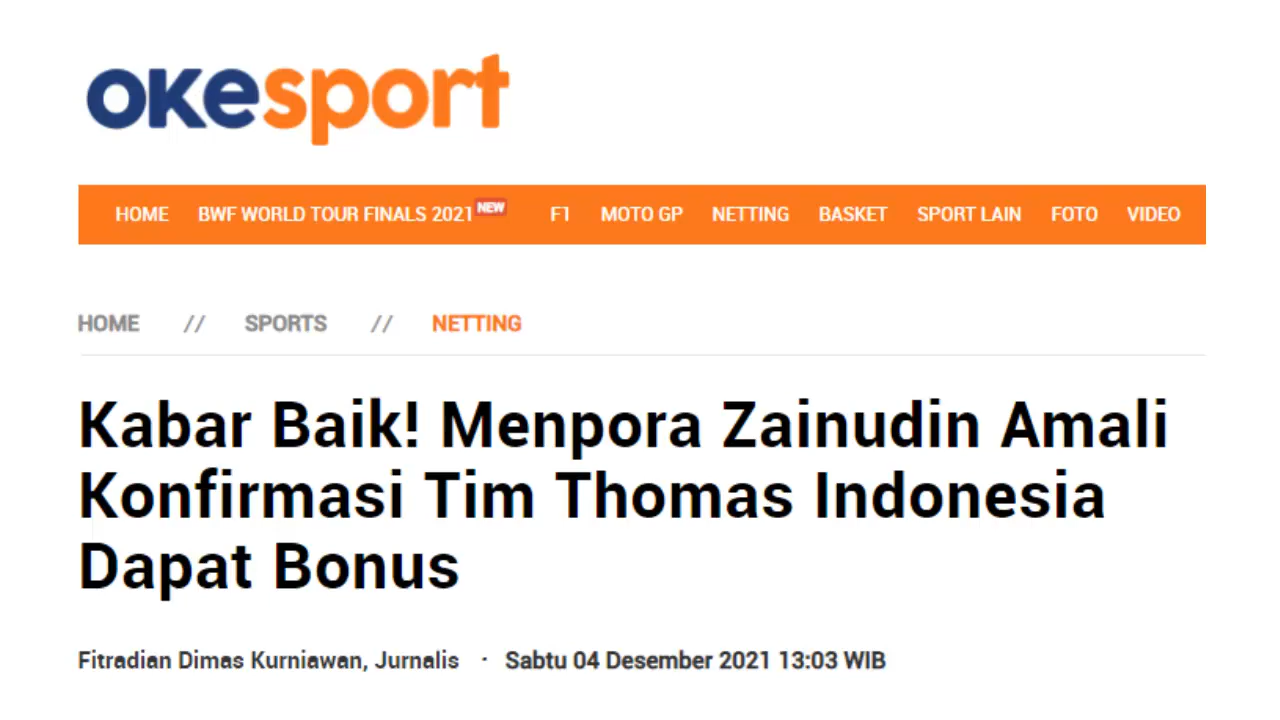 okesport
HOME BWF WORLD TOUR FINALS 2021 NEW F1 MOTO GP NETTING BASKET SPORT LAIN FOTO VIDEO
HOME // SPORTS // NETTING
Kabar Baik! Menpora Zainudin Amali
Konfirmasi Tim Thomas Indonesia
Dapat Bonus
Fitradian Dimas Kurniawan, Jurnalis · Sabtu 04 Desember 2021 13:03 WIB